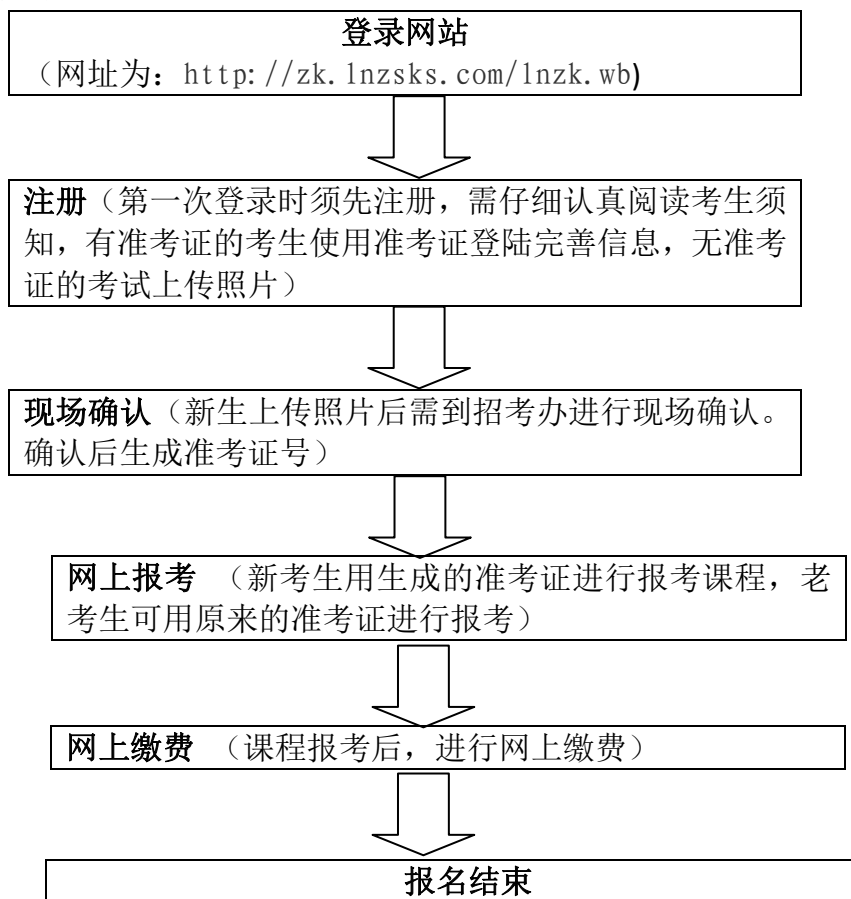 登录网站
（网址为：http://zk.lnzsks.com/lnzk.wb)
注册（第一次登录时须先注册，需仔细认真阅读考生须
知，有准考证的考生使用准考证登陆完善信息，无准考
证的考试上传照片）
现场确认（新生上传照片后需到招考办进行现场确认。
确认后生成准考证号）
网上报考 （新考生用生成的准考证进行报考课程，老
考生可用原来的准考证进行报考）
网上缴费 （课程报考后，进行网上缴费）
报名结束